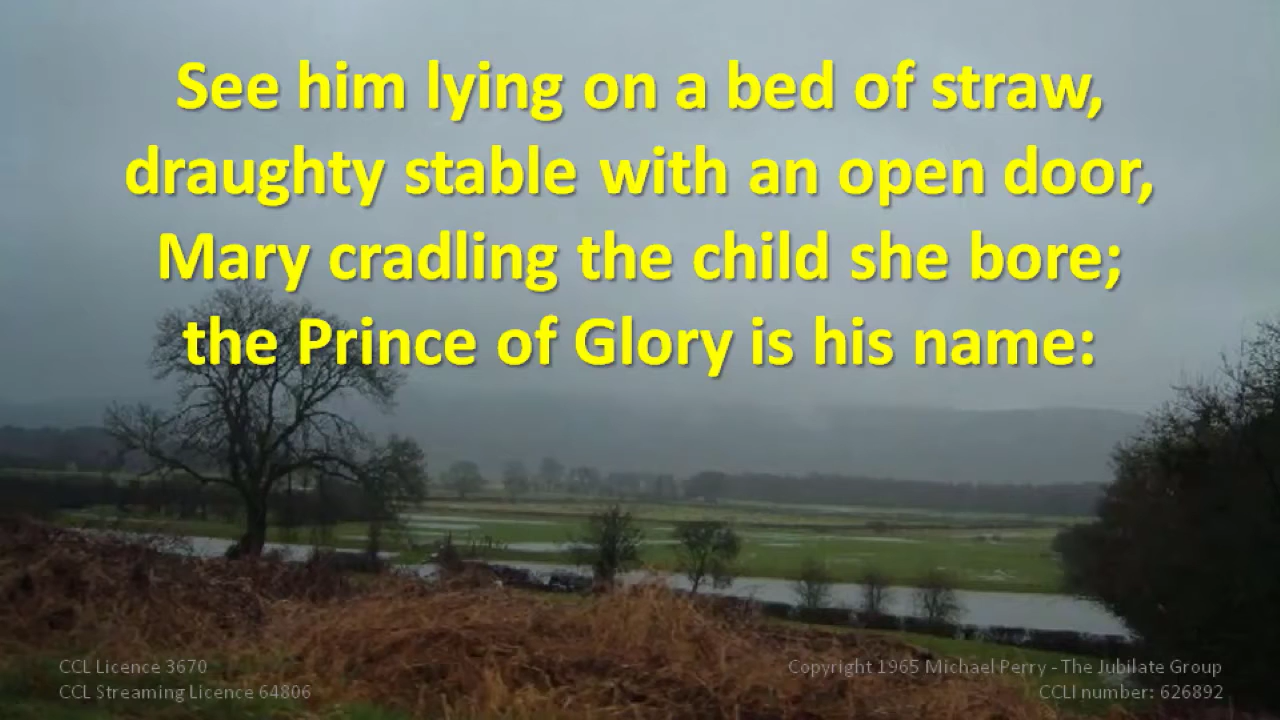 See him lying on a bed of straw,
draughty stable with an open door,
Mary cradling the child she bore;
the Prince of Glory is his name:
CCL Licence 3670
CCL Streaming Licence 64806
Copyright 1965 Michael Perry - The Jubilate Group
CCLI number: 626892